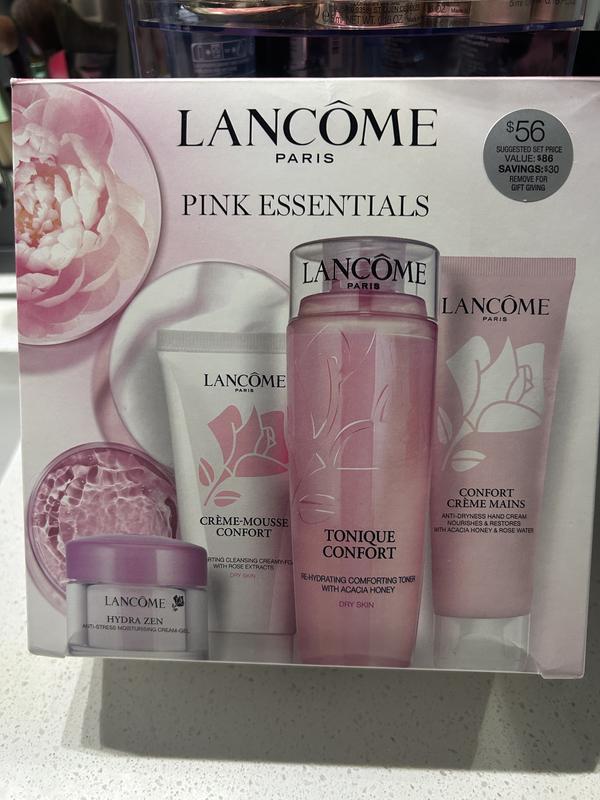 LANCÔME
PARIS
PINK ESSENTIALS
$56
SUGGESTED SET PRICE
VALUE: $86
SAVINGS:$30
REMOVE FOR
GIFT GIVING
LANCÔME
PARIS
CRÈME-MOUSSE
CONFORT
CLEANSING
WITH ROSE EXTRACTS
DRY SKIN
LANCÔME
PARIS
TONIQUE
CONFORT
RE-HYDRATING COMFORTING TONER
WITH ACACIA HONEY
DRY SKIN
LANCÔME
PARIS
CONFORT
CRÈME MAINS
ANTI-DRYNESS HAND CREAM
NOURISHES & RESTORES
WITH ACACIA HONEY & ROSE WATER
LANCÔME
HYDRA ZEN
ANTI-STRESS MOISTURISING CREAM-GEL